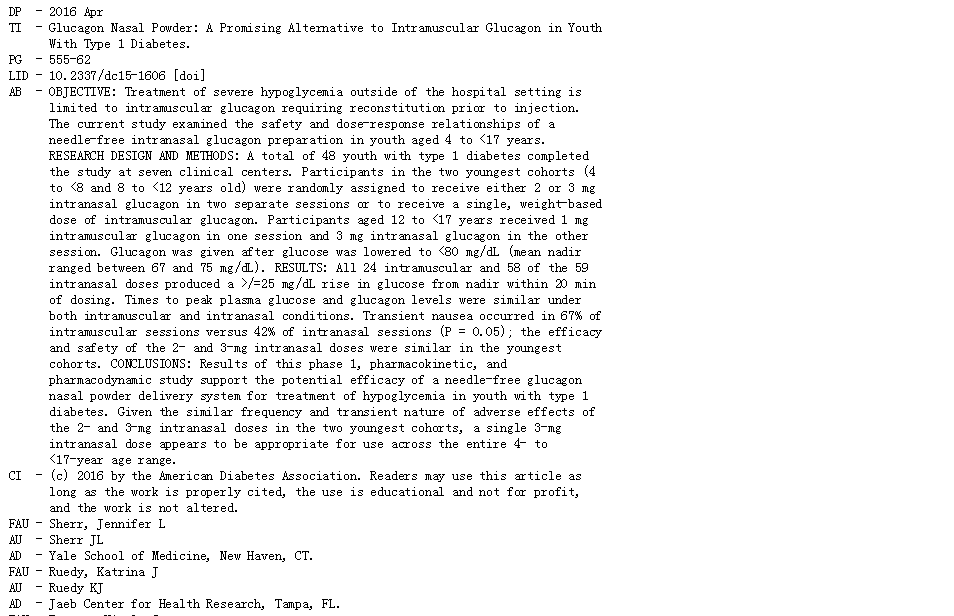 DP  - 2016 Apr
TI  - Glucagon Nasal Powder: A Promising Alternative to Intramuscular Glucagon in Youth
      With Type 1 Diabetes.
PG  - 555-62
LID - 10.2337/dc15-1606 [doi]
AB  - OBJECTIVE: Treatment of severe hypoglycemia outside of the hospital setting is
      limited to intramuscular glucagon requiring reconstitution prior to injection.
      The current study examined the safety and dose-response relationships of a
      needle-free intranasal glucagon preparation in youth aged 4 to <17 years.
      RESEARCH DESIGN AND METHODS: A total of 48 youth with type 1 diabetes completed
      the study at seven clinical centers. Participants in the two youngest cohorts (4
      to <8 and 8 to <12 years old) were randomly assigned to receive either 2 or 3 mg
      intranasal glucagon in two separate sessions or to receive a single, weight-based
      dose of intramuscular glucagon. Participants aged 12 to <17 years received 1 mg
      intramuscular glucagon in one session and 3 mg intranasal glucagon in the other
      session. Glucagon was given after glucose was lowered to <80 mg/dL (mean nadir
      ranged between 67 and 75 mg/dL). RESULTS: All 24 intramuscular and 58 of the 59
      intranasal doses produced a >/=25 mg/dL rise in glucose from nadir within 20 min
      of dosing. Times to peak plasma glucose and glucagon levels were similar under
      both intramuscular and intranasal conditions. Transient nausea occurred in 67% of
      intramuscular sessions versus 42% of intranasal sessions (P = 0.05); the efficacy
      and safety of the 2- and 3-mg intranasal doses were similar in the youngest
      cohorts. CONCLUSIONS: Results of this phase 1, pharmacokinetic, and
      pharmacodynamic study support the potential efficacy of a needle-free glucagon
      nasal powder delivery system for treatment of hypoglycemia in youth with type 1
      diabetes. Given the similar frequency and transient nature of adverse effects of
      the 2- and 3-mg intranasal doses in the two youngest cohorts, a single 3-mg
      intranasal dose appears to be appropriate for use across the entire 4- to
      <17-year age range.
CI  - (c) 2016 by the American Diabetes Association. Readers may use this article as
      long as the work is properly cited, the use is educational and not for profit,
      and the work is not altered.
FAU - Sherr, Jennifer L
AU  - Sherr JL
AD  - Yale School of Medicine, New Haven, CT.
FAU - Ruedy, Katrina J
AU  - Ruedy KJ
AD  - Jaeb Center for Health Research, Tampa, FL.